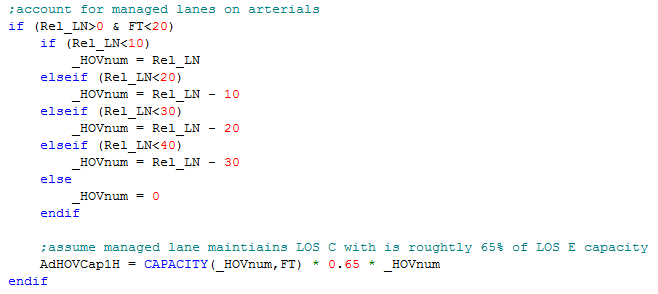 ;account for managed lanes on arterials
if (Rel_LN>0 & FT<20)
    if (Rel_LN<10)
        _HOVnum = Rel_LN
    elseif (Rel_LN<20)
        _HOVnum = Rel_LN - 10
    elseif (Rel_LN<30)
        _HOVnum = Rel_LN - 20
    elseif (Rel_LN<40)
        _HOVnum = Rel_LN - 30
    else
        _HOVnum = 0
    endif
    ;assume managed lane maintiains LOS C with is roughtly 65% of LOS E capacity
    AdHOVCap1H = CAPACITY(_HOVnum,FT) * 0.65 * _HOVnum
endif